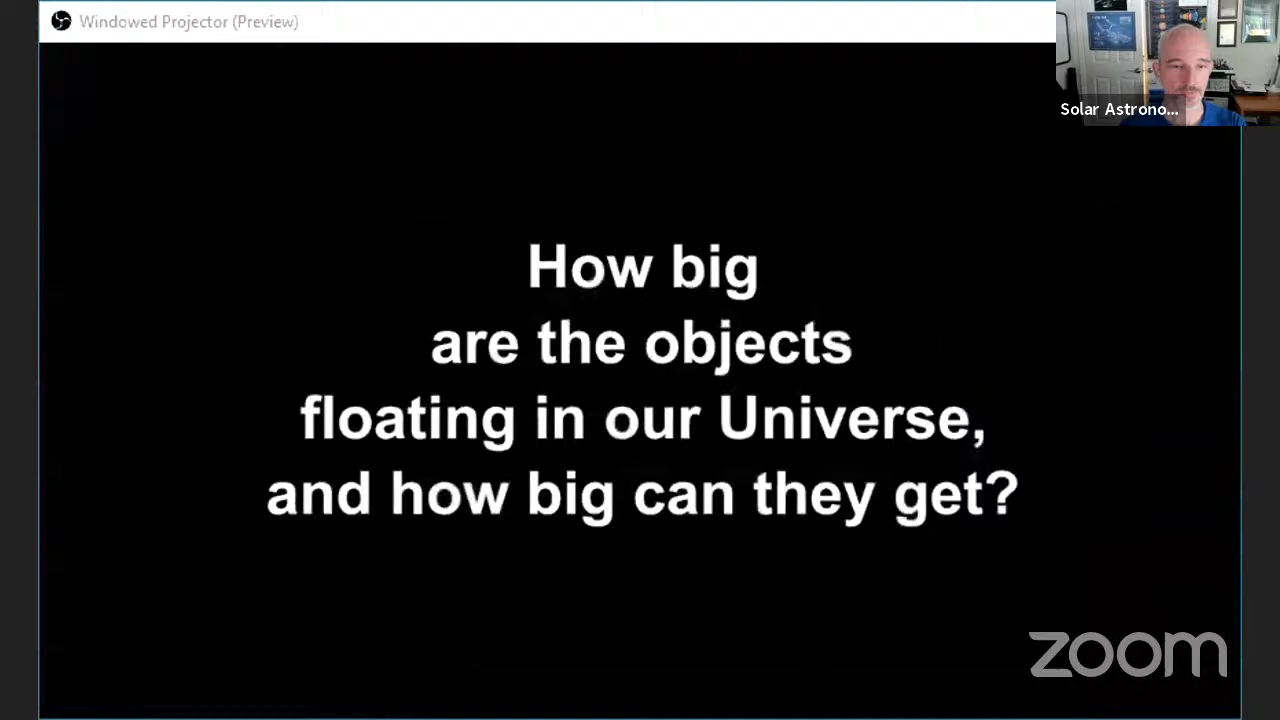 Windowed Projector (Preview)
Solar Astrono...
How big
are the objects
floating in our Universe,
and how big can they get?
zoom